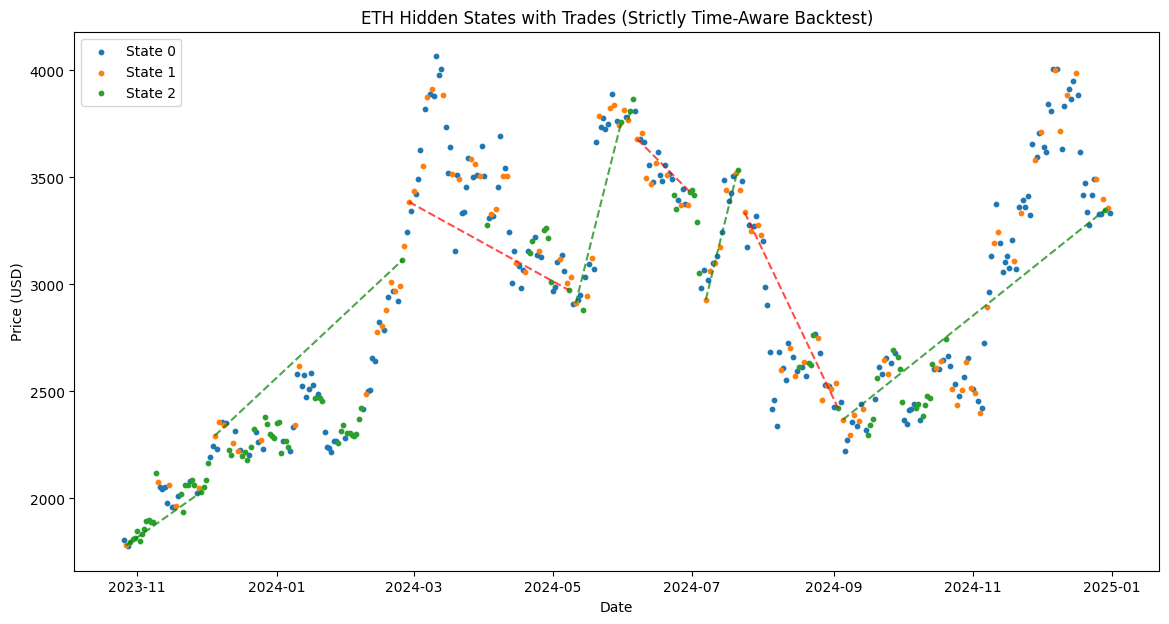 ETH Hidden States with Trades (Strictly Time-Aware Backtest)
State 0
State 1
State 2
4000
3500
3000
2500
2000
Price (USD)
2023-11
2024-01
2024-03
2024-05
2024-07
2024-09
2024-11
2025-01
Date